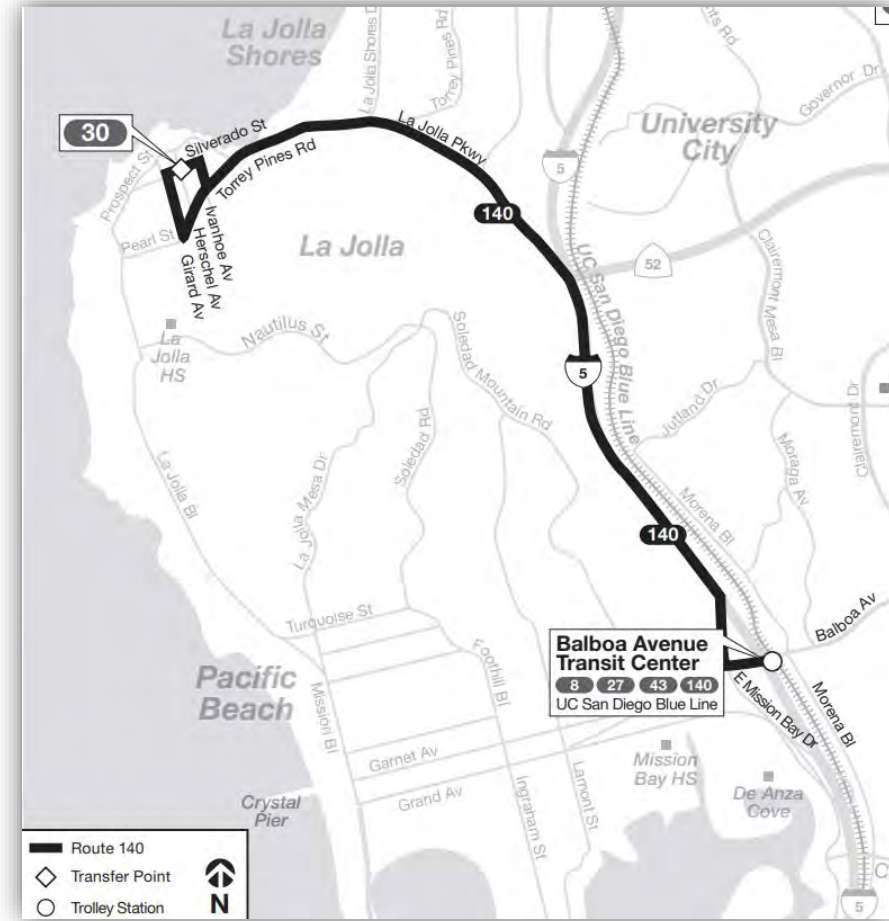 La Jolla
Shores
La Jolla Shores D
Torrey Pines Rd
Governor Dr
University
City
30
Silverado St
Prospect St
Torrey Pines Rd
La Jolla Pkwy
5
140
Pearl St
Ivanhoe Av
Herschel Av
Girard Av
La Jolla
52
UC San Diego Blue Line
Clairemont Mesa Bl
La
Jolla
HS
Nautilus St
Soledad Mountain Rd
5
Jutland Dr
Clairemont Dr
Soledad Rd
La Jolla Mesa Dr
La Jolla Bl
Moraga Av
Morena Bl
140
Turquoise St
Balboa Av
Balboa Avenue
Transit Center
8 27 43 140
UC San Diego Blue Line
Foothill Bl
Pacific
Beach
Mission Bl
E Mission Bay Dr
Morena Bl
Garnet Av
Grand Av
Mission
Bay HS
De Anza
Cove
Crystal
Pier
Ingraham St
Lamont St
Route 140
Transfer Point
Trolley Station
N
5